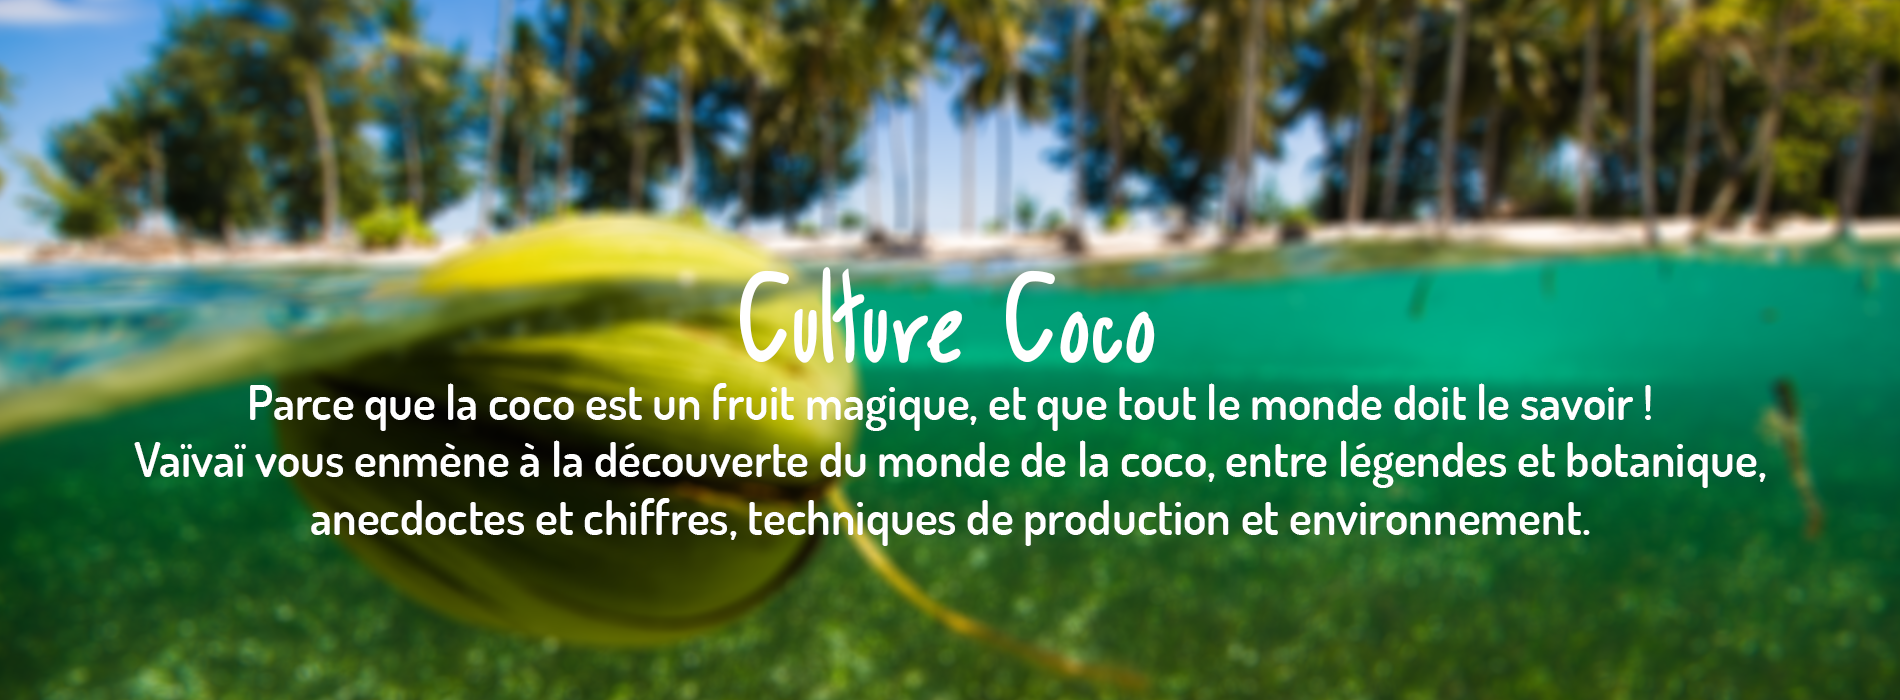 Culture Coco
Parce que la coco est un fruit magique, et que tout le monde doit le savoir !
Vaïvaï vous enmène à la découverte du monde de la coco, entre légendes et botanique,
anecdoctes et chiffres, techniques de production et environnement.